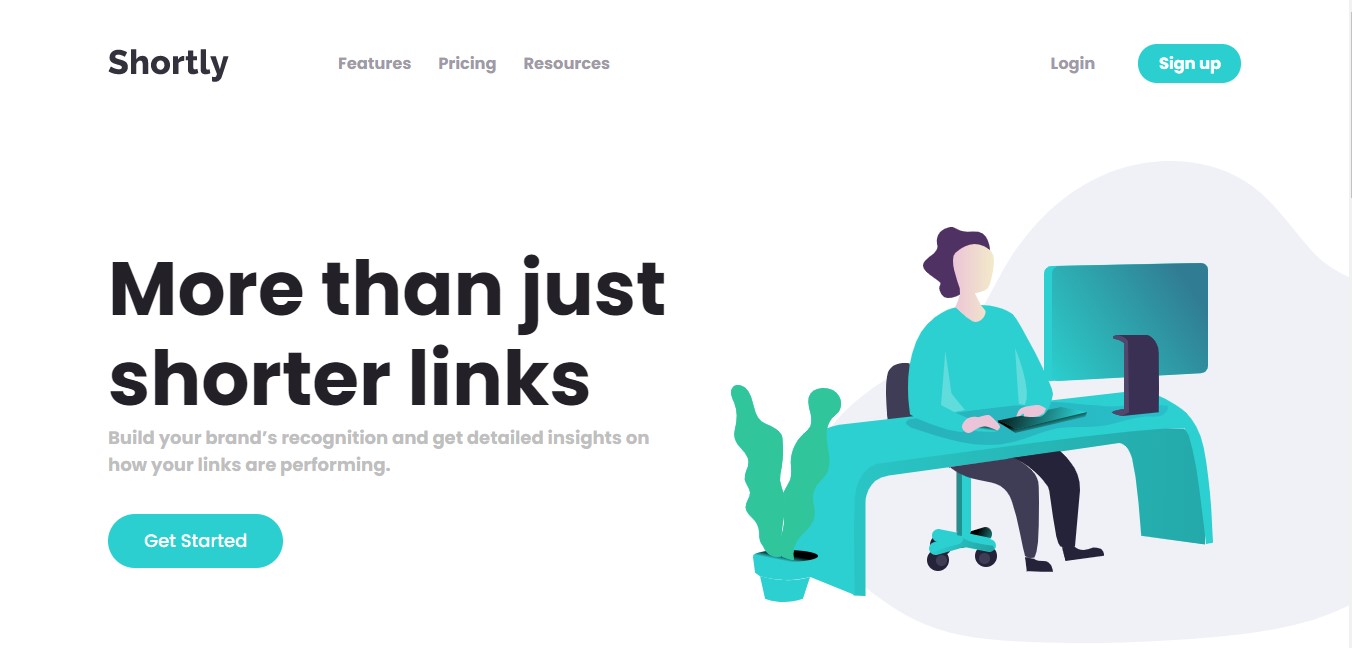 Shortly
Features Pricing Resources
Login Sign up
More than just
shorter links
Build your brand’s recognition and get detailed insights on
how your links are performing.
Get Started